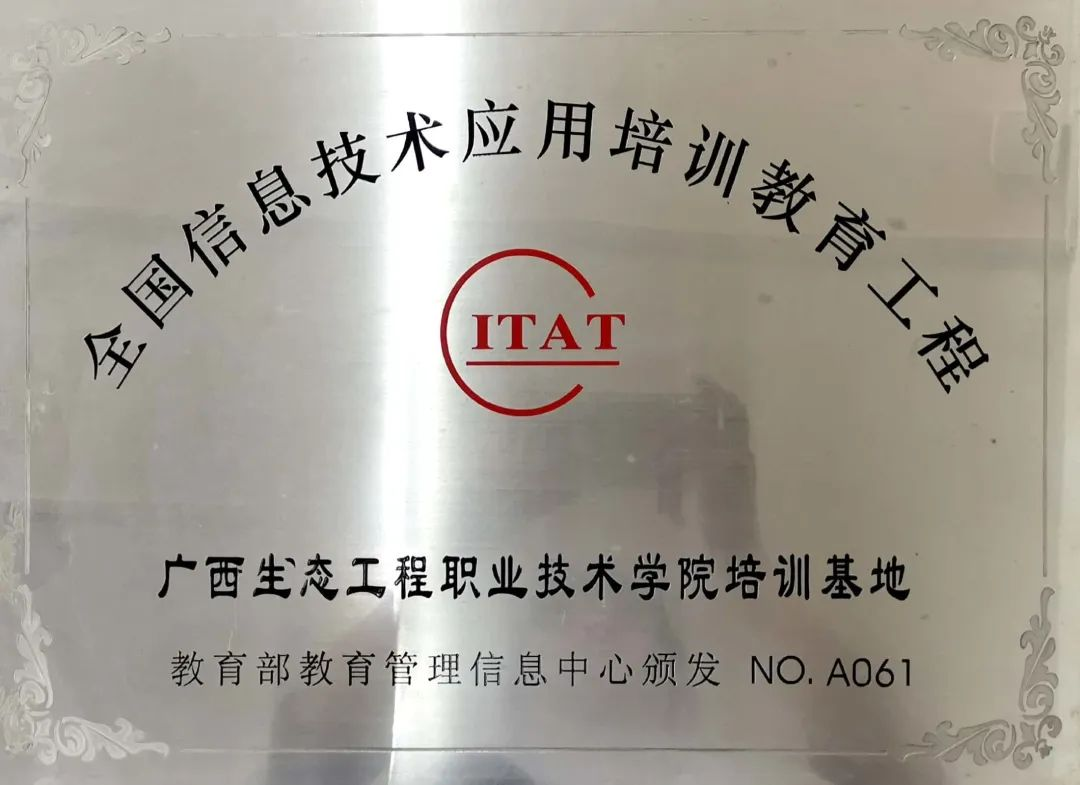 全国信息技术应用培训教育工程
ITAT
广西生态工程职业技术学院培训基地
教育部教育管理信息中心颁发 NO. A061